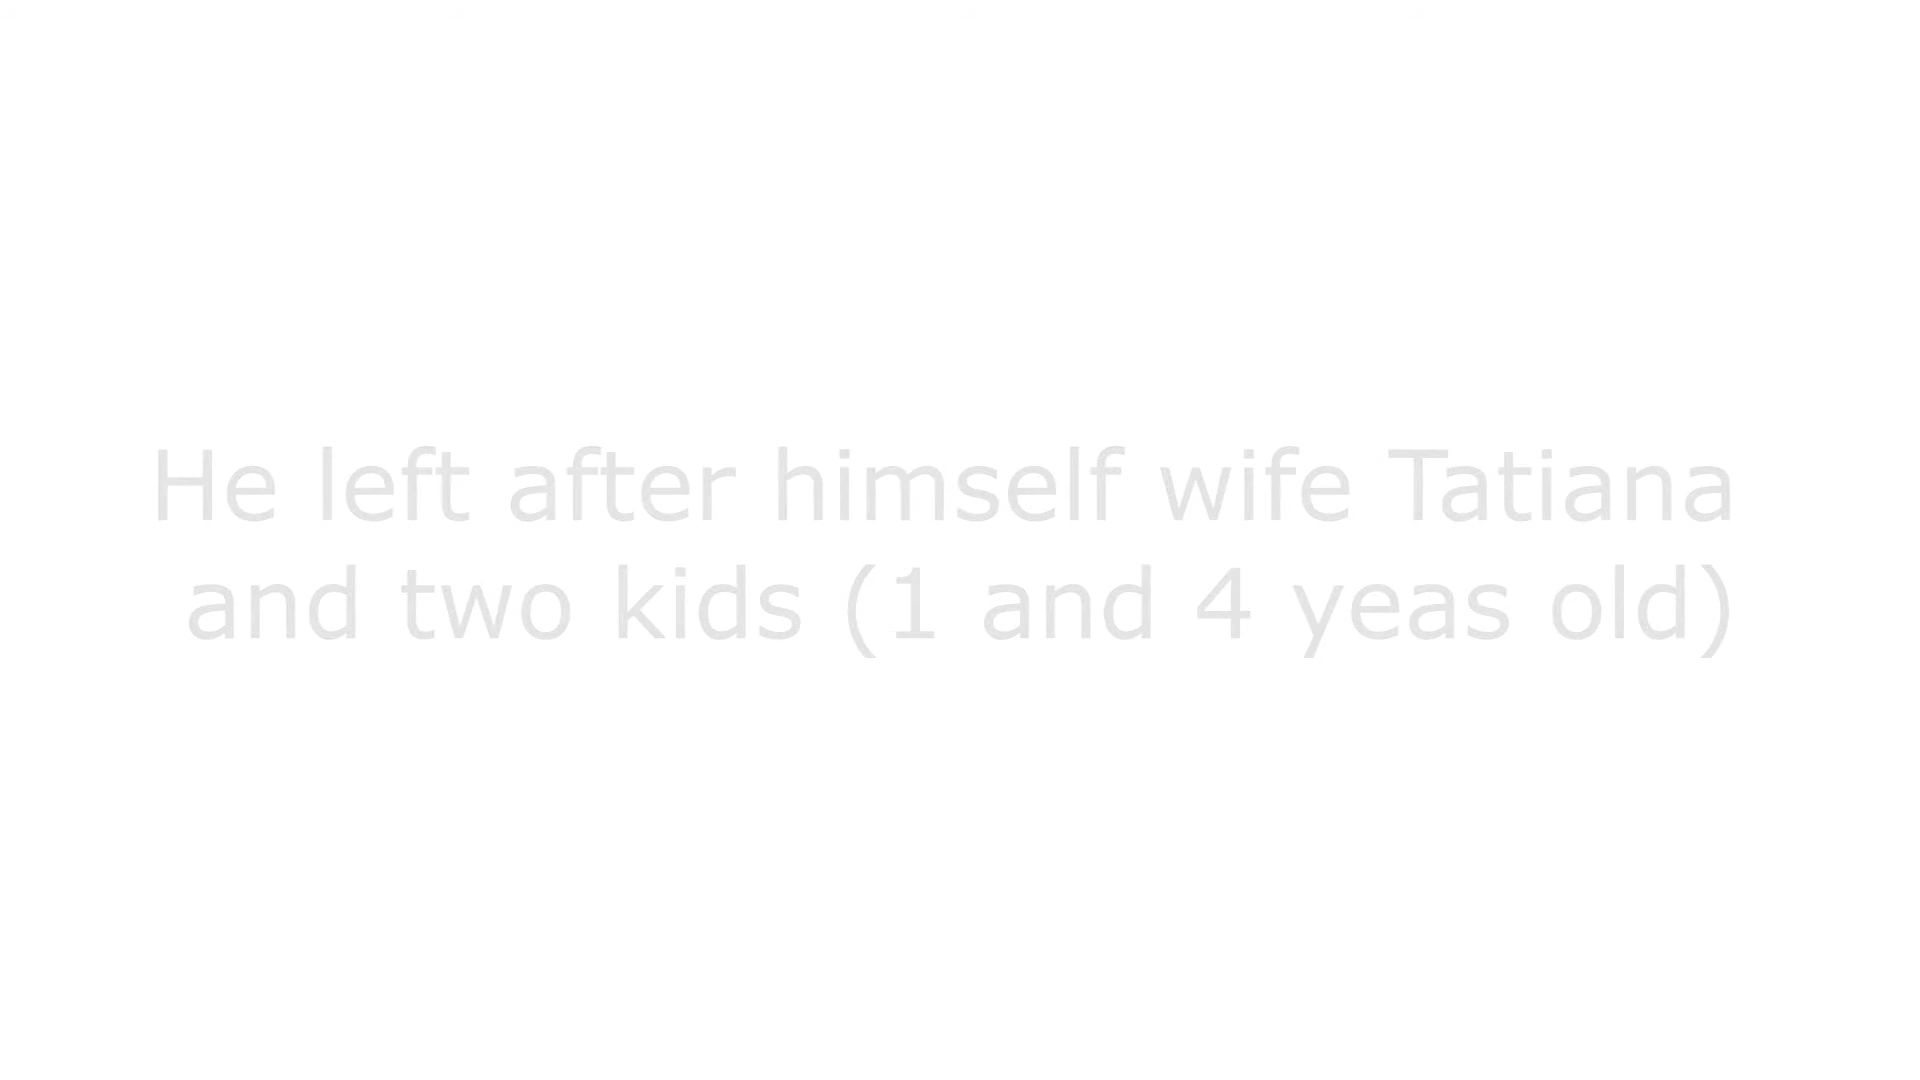 He left after himself wife Tatiana
and two kids (1 and 4 yeas old)